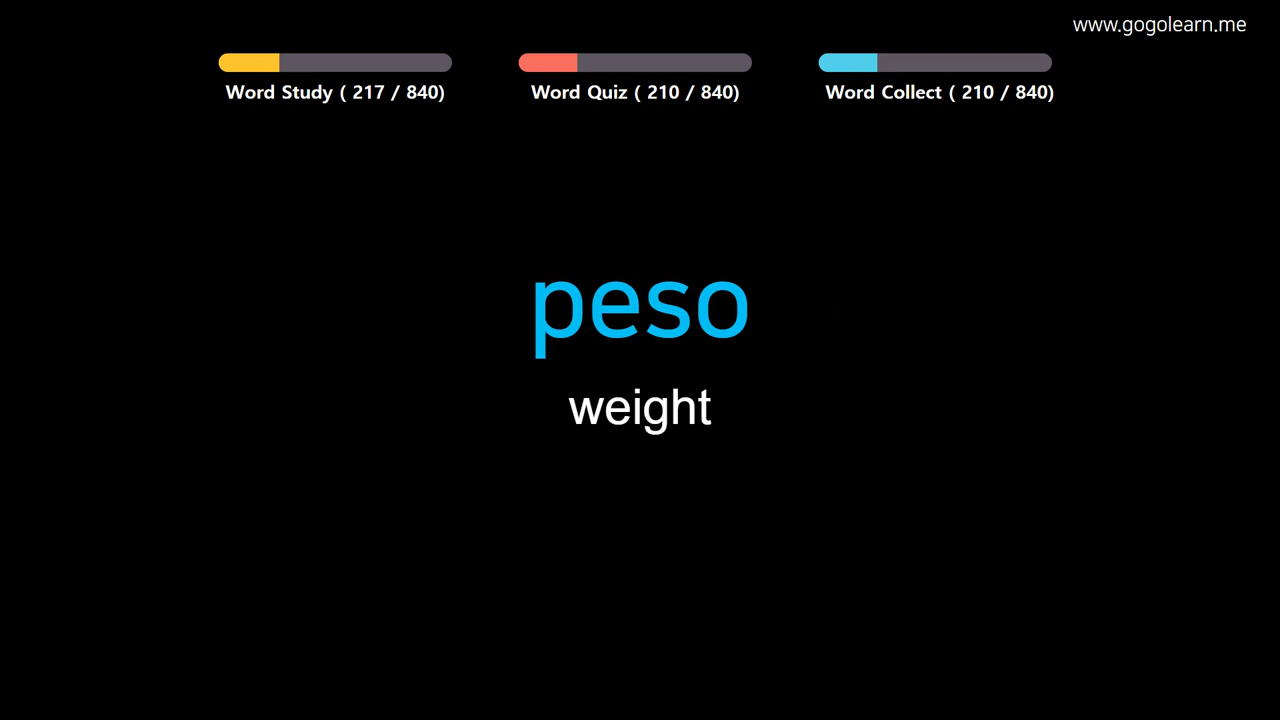 www.gogolearn.me
Word Study ( 217 / 840)
Word Quiz ( 210 / 840)
Word Collect ( 210 / 840)
peso
weight